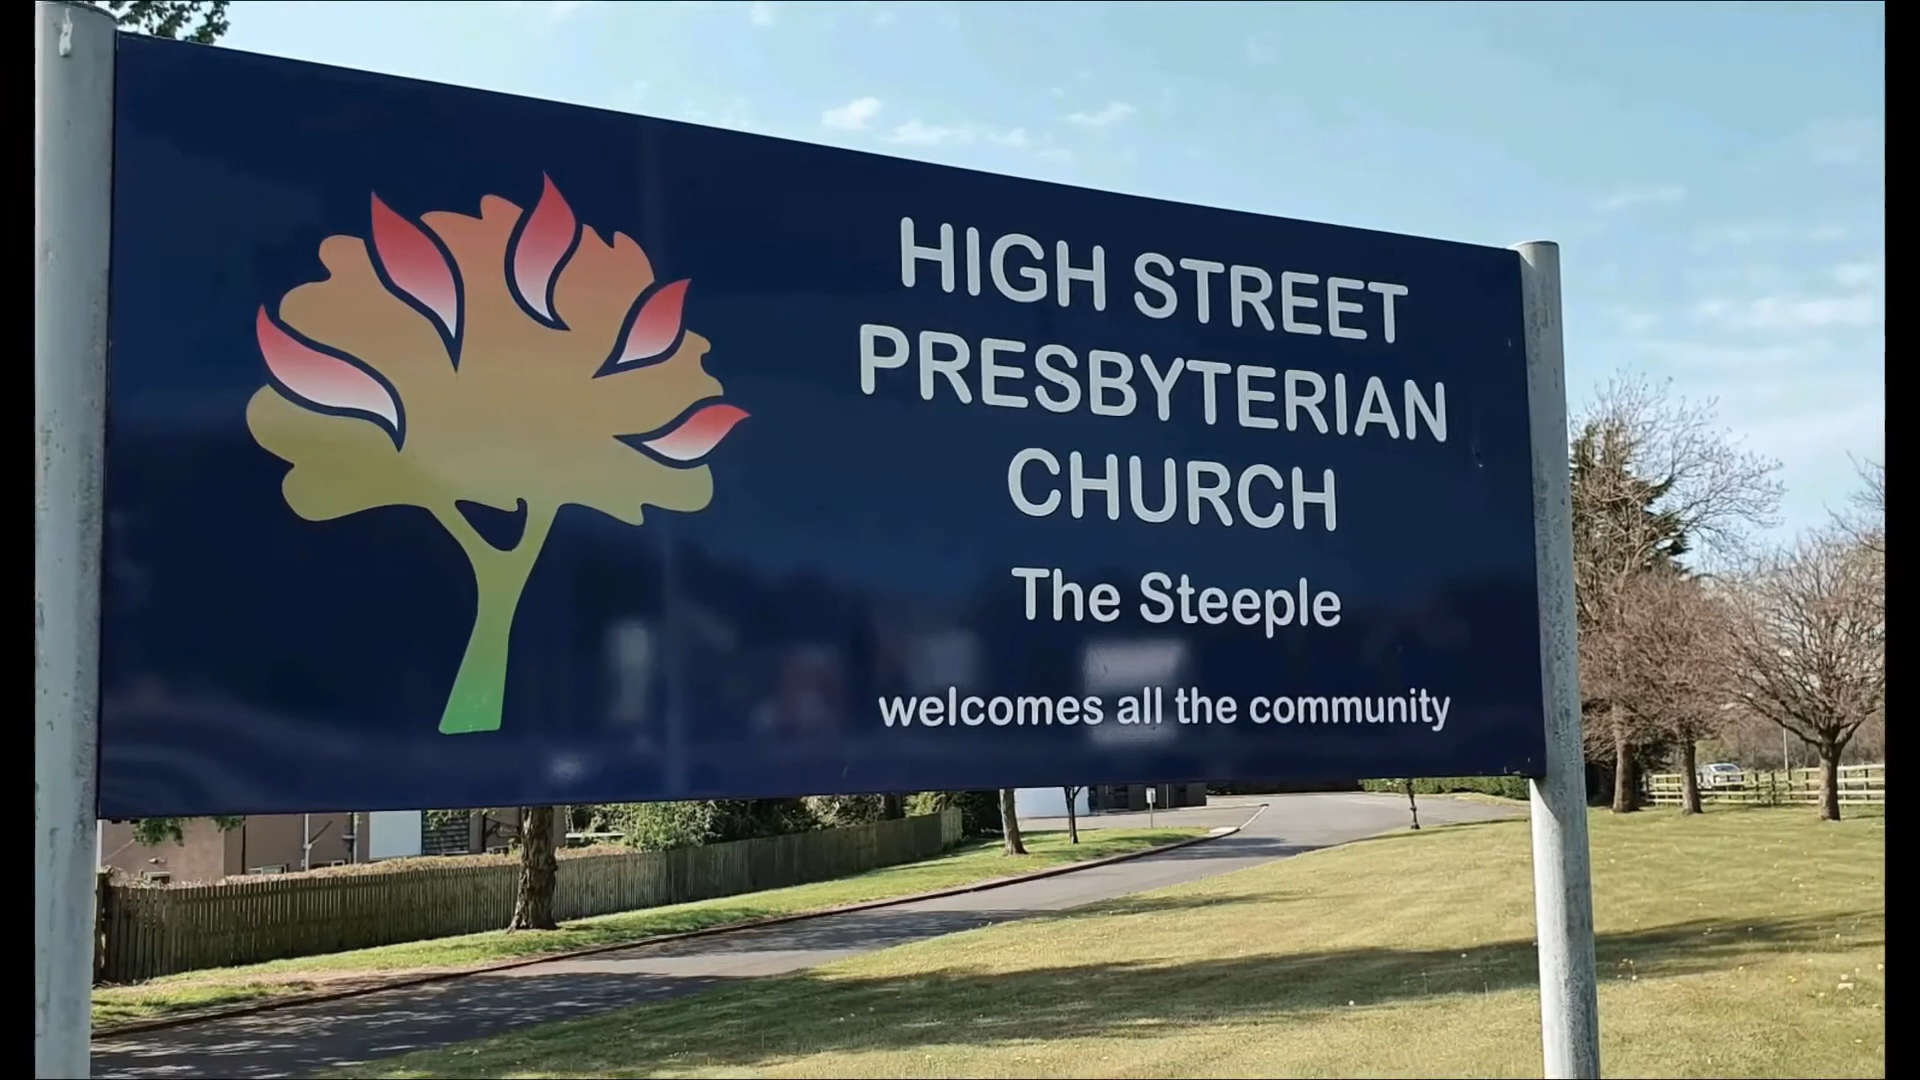 HIGH STREET
PRESBYTERIAN
CHURCH
The Steeple
welcomes all the community